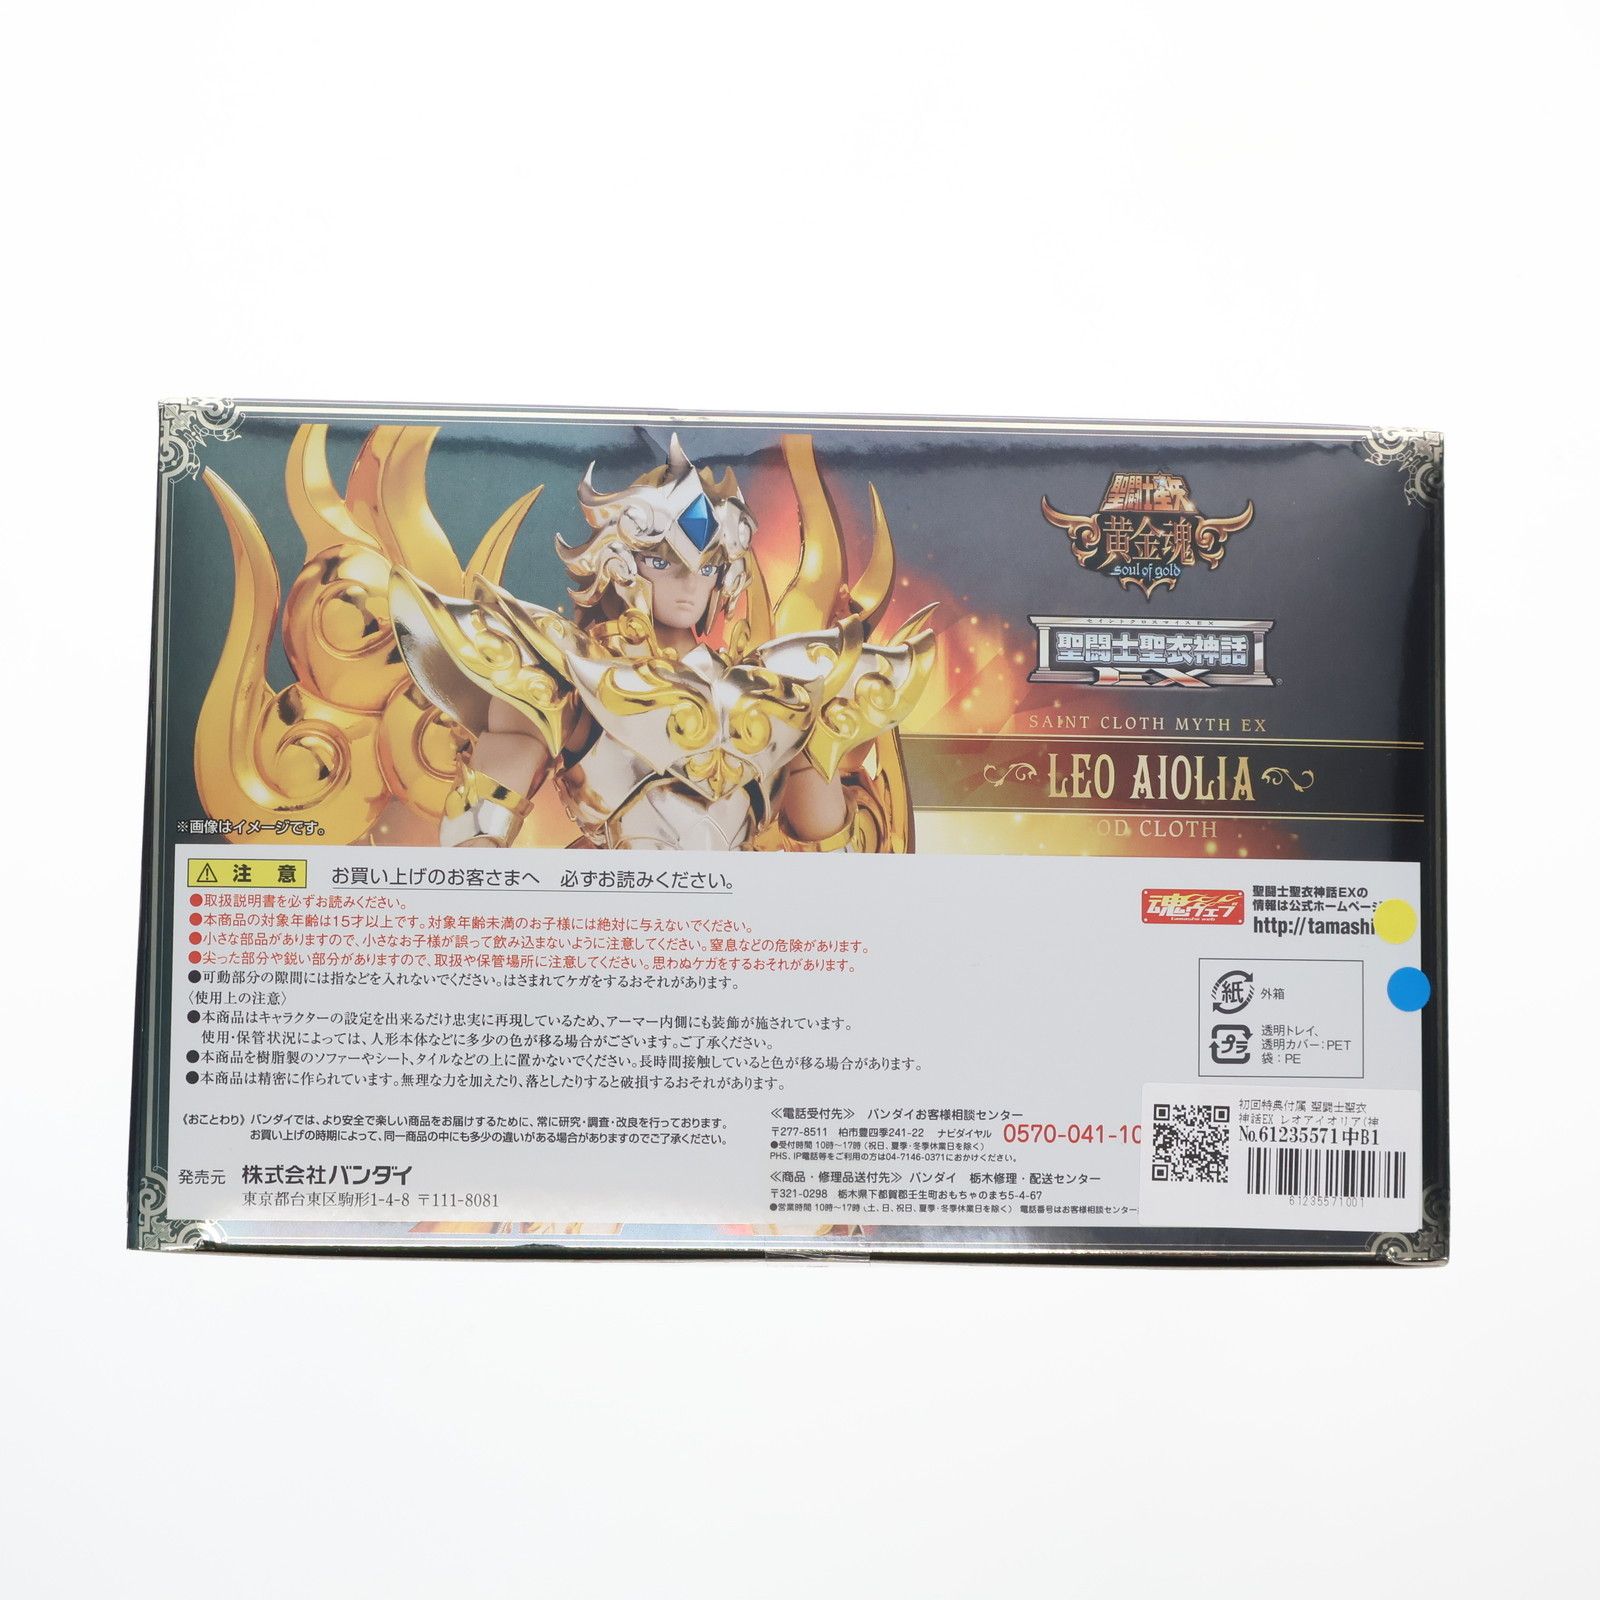 聖闘士星矢
黄金魂
soul of gold
セイントクロスマイスEX
聖闘士聖衣神話
EX
SAINT CLOTH MYTH EX
LEO AIOLIA
OD CLOTH
※画像はイメージです。
注 意 お買い上げのお客さまへ 必ずお読みください。
●取扱説明書を必ずお読みください。
●本商品の対象年齢は15才以上です。対象年齢未満のお子様には絶対に与えないでください。
●小さな部品がありますので、小さなお子様が誤って飲み込まないように注意してください。窒息などの危険があります。
●尖った部分や鋭い部分がありますので、取扱や保管場所に注意してください。思わぬケガをするおそれがあります。
●可動部分の隙間には指などを入れないでください。はさまれてケガをするおそれがあります。
〈使用上の注意〉
●本商品はキャラクターの設定を出来るだけ忠実に再現しているため、アーマー内側にも装飾が施されています。
使用・保管状況によっては、人形本体などに多少の色が移る場合がございます。ご了承ください。
●本商品を樹脂製のソファーやシート、タイルなどの上に置かないでください。長時間接触していると色が移る場合があります。
●本商品は精密に作られています。無理な力を加えたり、落としたりすると破損するおそれがあります。
《おことわり》バンダイでは、より安全で楽しい商品をお届けするために、常に研究・調査・改良を行っております。
お買い上げの時期によって、同一商品の中にも多少の違いがある場合がありますのでご了承ください。
発売元 株式会社バンダイ
東京都台東区駒形1-4-8 〒111-8081
≪電話受付先≫ バンダイお客様相談センター
〒277-8511 柏市豊四季241-22 ナビダイヤル 0570-041-10
●受付時間 10時〜17時(祝日、夏季・冬季休業日を除く)
PHS、IP電話等をご利用の方は04-7146-0371におかけください。
≪商品・修理品送付先≫ バンダイ 栃木修理・配送センター
〒321-0298 栃木県下都賀郡壬生町おもちゃのまち5-4-67
●営業時間 10時〜17時(土、日、祝日、夏季・冬季休業日を除く) 電話番号はお客様相談センター
魂ウェブ
tamashii web
聖闘士聖衣神話EXの
情報は公式ホームページ
http://tamashi
紙 外箱
プラ
透明トレイ、
透明カバー：PET
袋：PE
初回特典付属 聖闘士聖衣
神話EX レオアイオリア(神
No.61235571 中B1
61235571001